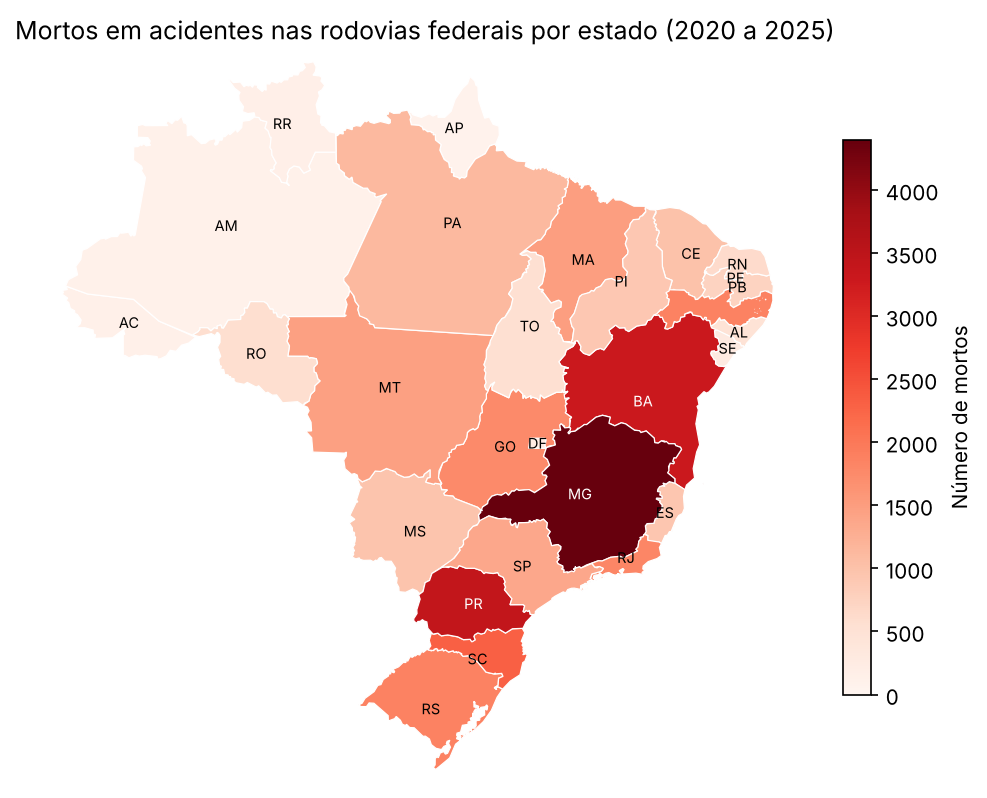 Mortos em acidentes nas rodovias federais por estado (2020 a 2025)
RR
AP
AM
PA
MA
CE
RN
PE
PB
PI
AC
RO
TO
AL
SE
MT
BA
GO
DF
MG
MS
ES
RJ
SP
PR
SC
RS
4000
3500
3000
2500
2000
1500
1000
500
0
Número de mortos